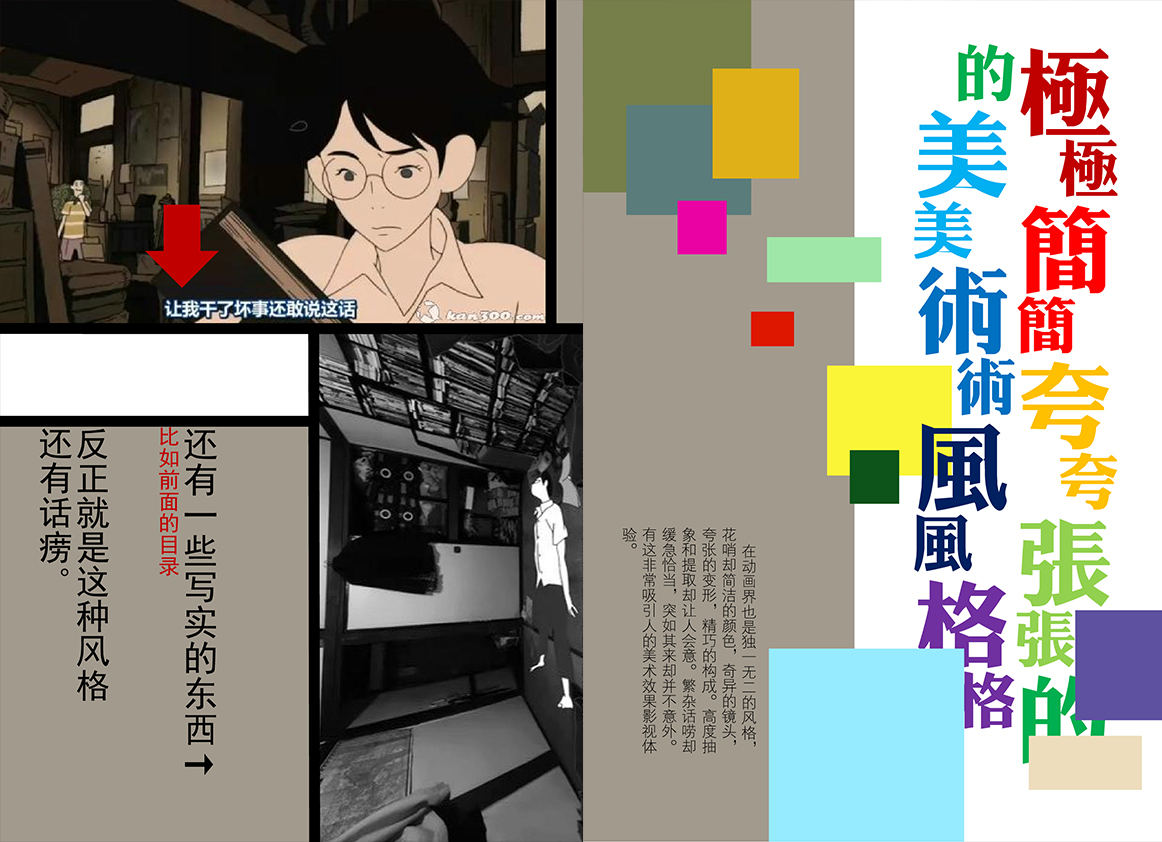 让我干了坏事还敢说这话
kan300.com
还有一些写实的东西→
比如前面的目录
反正就是这种风格
还有话痨。
極極簡簡夸夸張張的
的美美術術風風格格
在动画界也是独一无二的风格，
花哨却简洁的颜色，奇异的镜头，
夸张的变形，精巧的构成。高度抽
象和提取却让人会意。繁杂话唠却
缓急恰当，突如其来却并不意外。
有这非常吸引人的美术效果影视体
验。